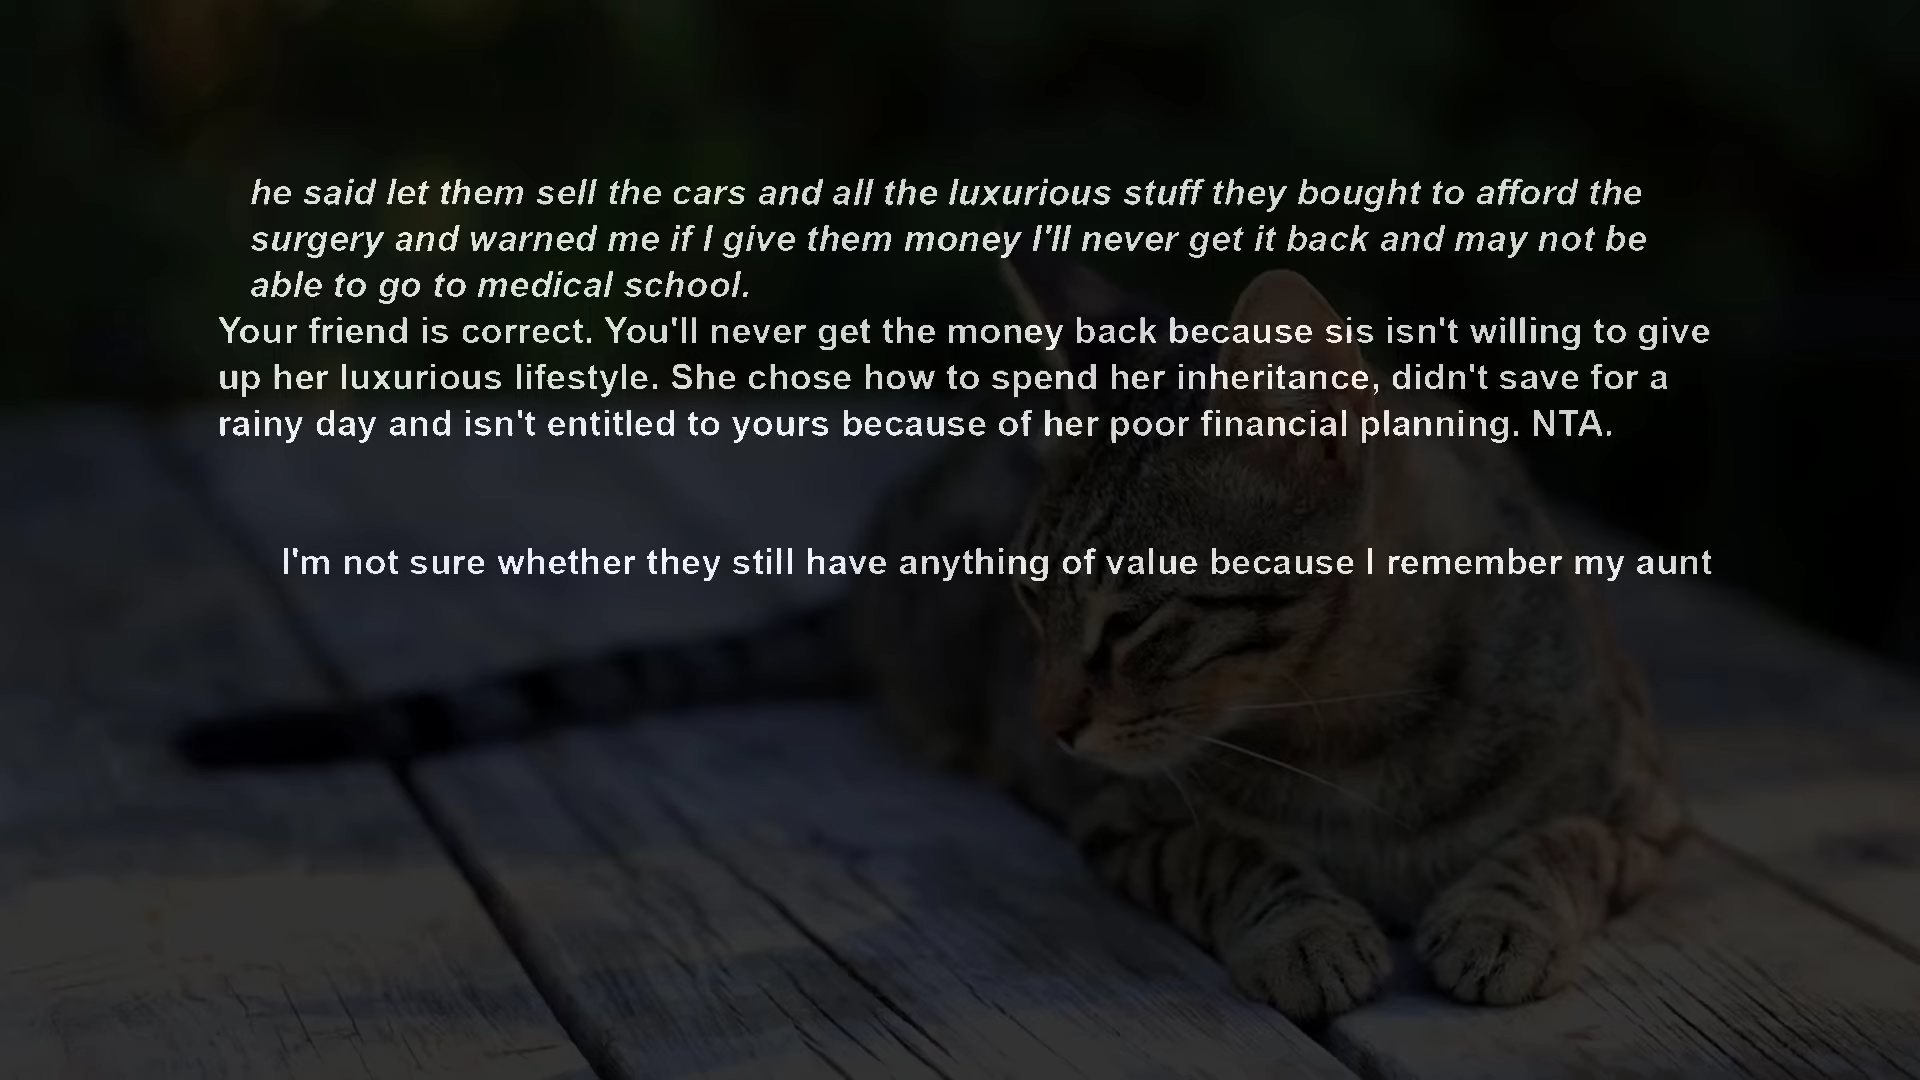 he said let them sell the cars and all the luxurious stuff they bought to afford the
surgery and warned me if I give them money I'll never get it back and may not be
able to go to medical school.
Your friend is correct. You'll never get the money back because sis isn't willing to give
up her luxurious lifestyle. She chose how to spend her inheritance, didn't save for a
rainy day and isn't entitled to yours because of her poor financial planning. NTA.
I'm not sure whether they still have anything of value because I remember my aunt